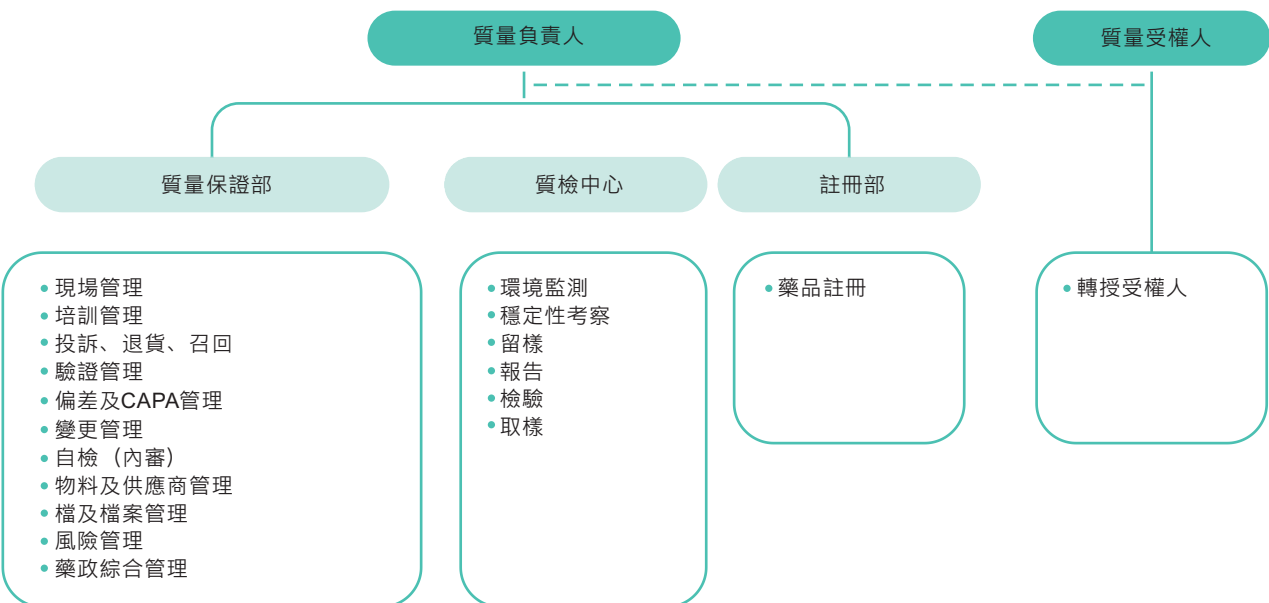 質量負責人
質量受權人
質量保證部
質檢中心
註冊部
• 現場管理
• 培訓管理
• 投訴、退貨、召回
• 驗證管理
• 偏差及CAPA管理
• 變更管理
• 自檢（內審）
• 物料及供應商管理
• 檔及檔案管理
• 風險管理
• 藥政綜合管理
• 環境監測
• 穩定性考察
• 留樣
• 報告
• 檢驗
• 取樣
• 藥品註冊
• 轉授受權人